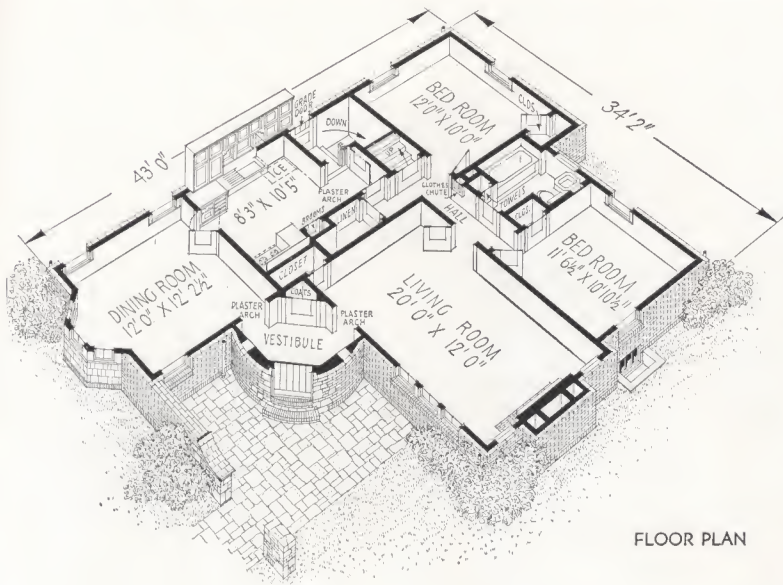 43' 0"
34' 2"
GRADE
DOOR
DOWN
BED ROOM
12' 0" X 10' 0"
CLOS.
PLASTER
ARCH
8' 3" X 10' 5"
BROOMS
LINEN
CLOTHES
CHUTE
TOWELS
CLOS.
HALL
BED ROOM
11' 6½" X 10' 10½"
CLOSET
COATS
DINING ROOM
12' 0" X 12' 2½"
PLASTER
ARCH
PLASTER
ARCH
VESTIBULE
LIVING ROOM
20' 0" X 12' 0"
FLOOR PLAN